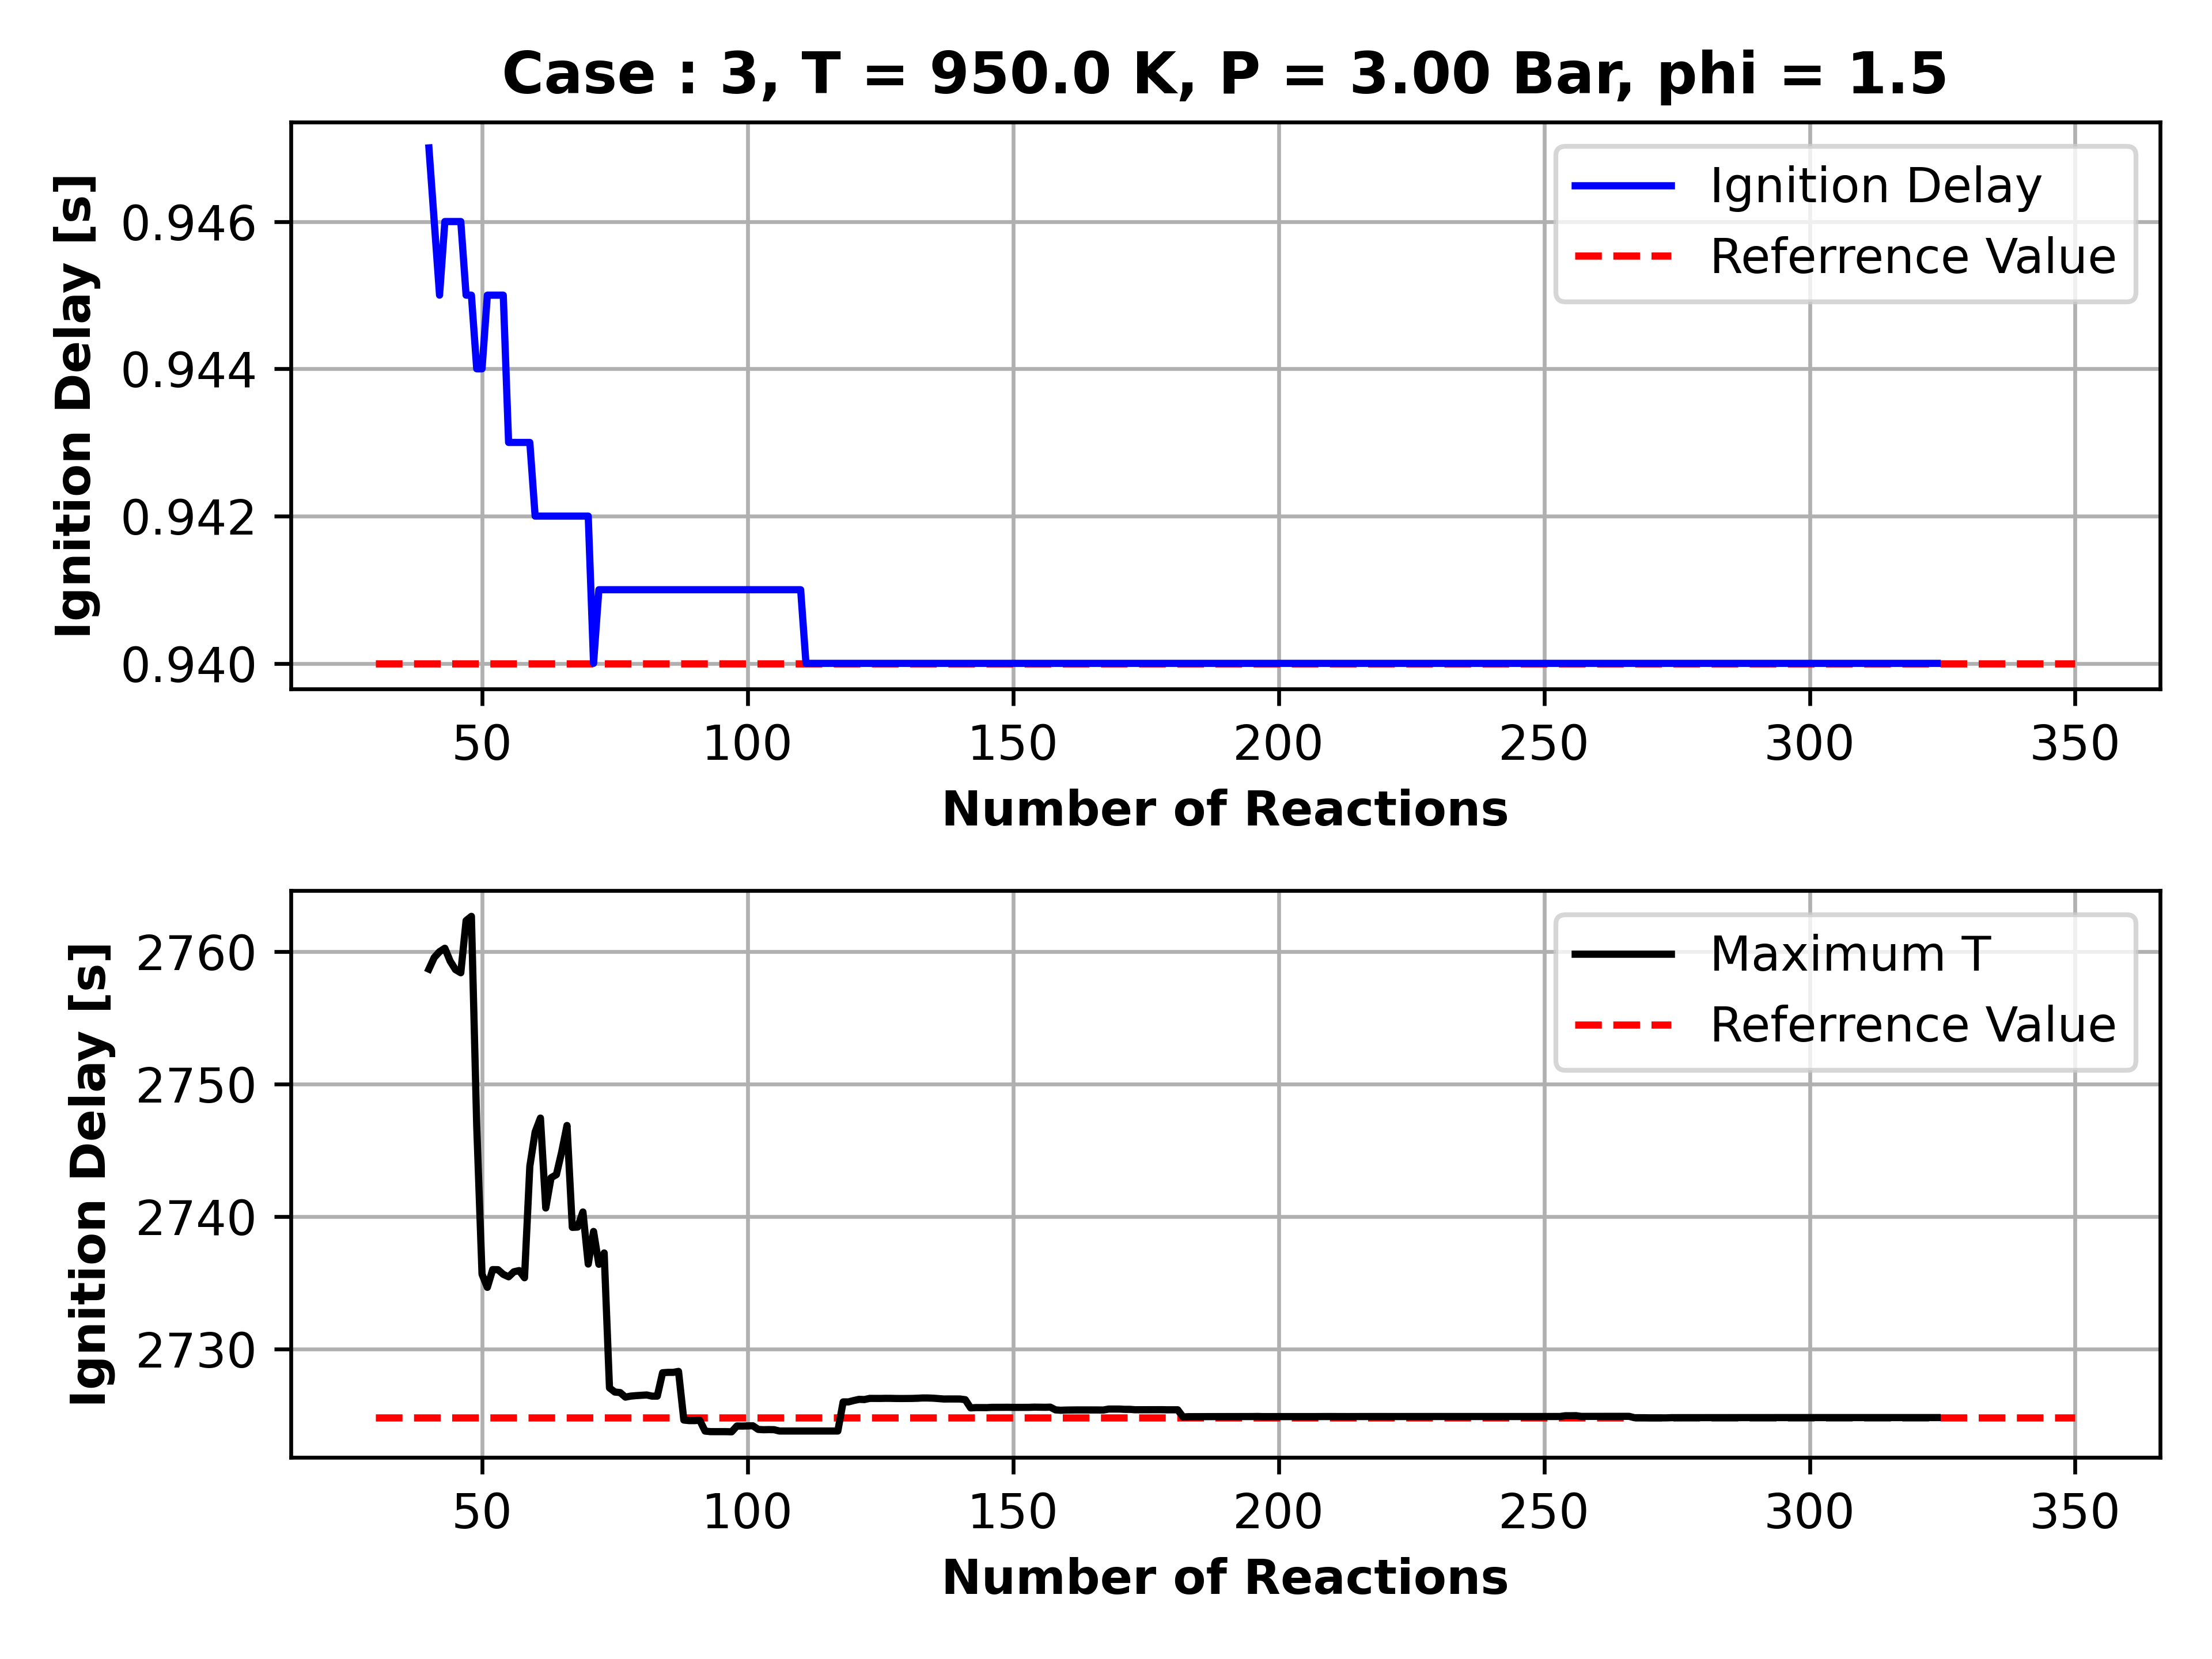 Case : 3, T = 950.0 K, P = 3.00 Bar, phi = 1.5
Ignition Delay [s]
0.946
0.944
0.942
0.940
Ignition Delay
Referrence Value
50 100 150 200 250 300 350
Number of Reactions
Ignition Delay [s]
2760
2750
2740
2730
Maximum T
Referrence Value
50 100 150 200 250 300 350
Number of Reactions